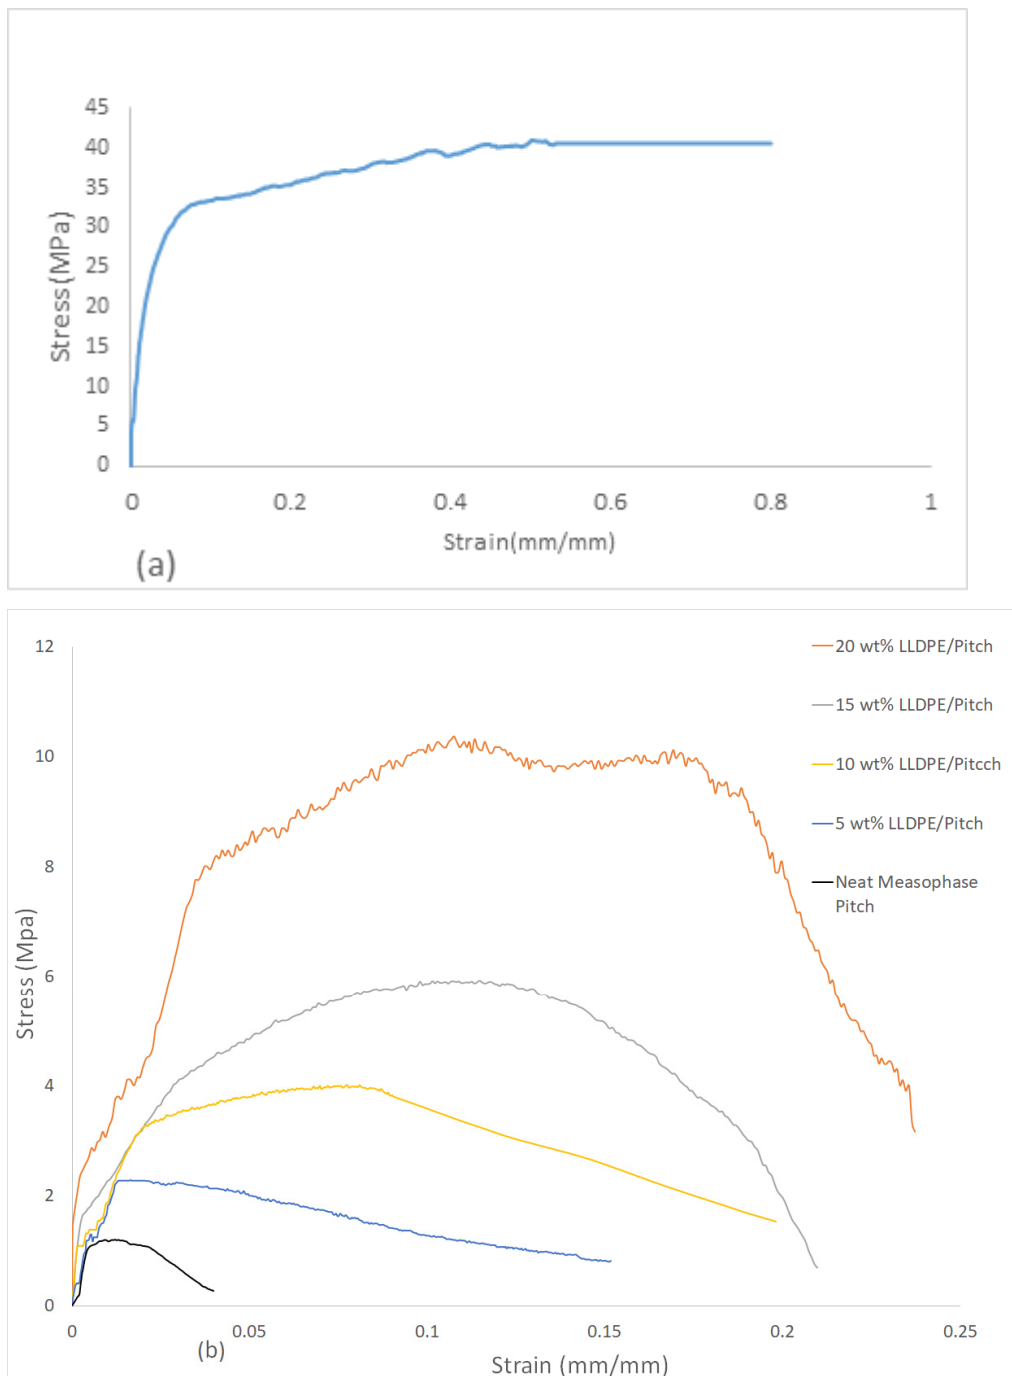 45
40
35
30
25
20
15
10
5
0
Stress(MPa)
0 0.2 0.4 0.6 0.8 1
Strain(mm/mm)
(a)
12
10
8
6
4
2
0
Stress (Mpa)
20 wt% LLDPE/Pitch
15 wt% LLDPE/Pitch
10 wt% LLDPE/Pitcch
5 wt% LLDPE/Pitch
Neat Measophase
Pitch
0 0.05 0.1 0.15 0.2 0.25
(b)
Strain (mm/mm)